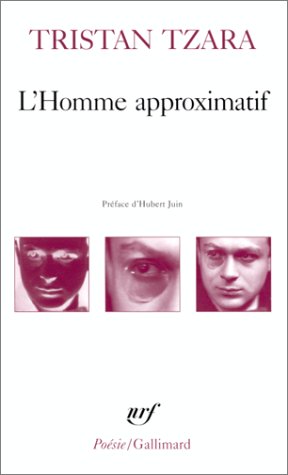 TRISTAN TZARA
L'Homme approximatif
Préface d'Hubert Juin
nrf
Poésie/Gallimard